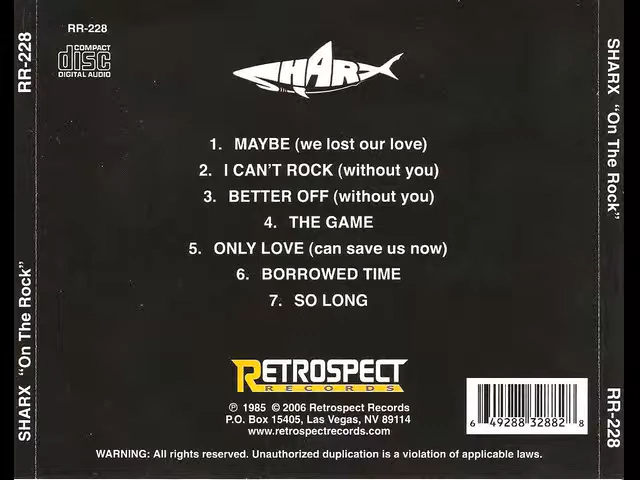 RR-228
COMPACT
disc
DIGITAL AUDIO
SHARX
1. MAYBE (we lost our love)
2. I CAN'T ROCK (without you)
3. BETTER OFF (without you)
4. THE GAME
5. ONLY LOVE (can save us now)
6. BORROWED TIME
7. SO LONG
RETROSPECT
RECORDS
℗ 1985 © 2006 Retrospect Records
P.O. Box 15405, Las Vegas, NV 89114
www.retrospectrecords.com
6 49288 32882 8
WARNING: All rights reserved. Unauthorized duplication is a violation of applicable laws.
RR-228
SHARX "On The Rock"
SHARX "On The Rock"
RR-228